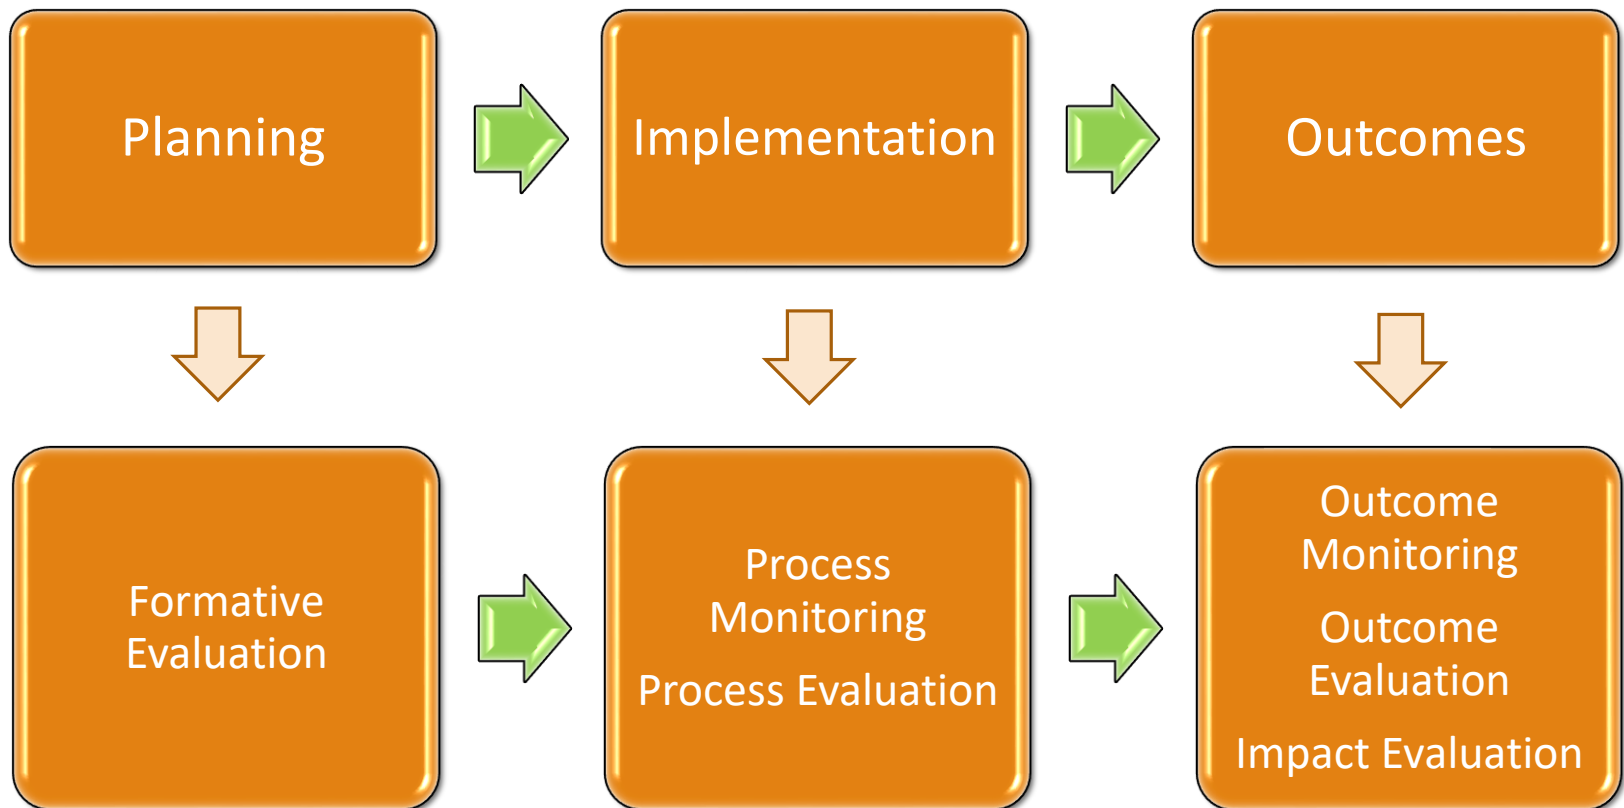 Planning
Implementation
Outcomes
Formative
Evaluation
Process
Monitoring
Process Evaluation
Outcome
Monitoring
Outcome
Evaluation
Impact Evaluation